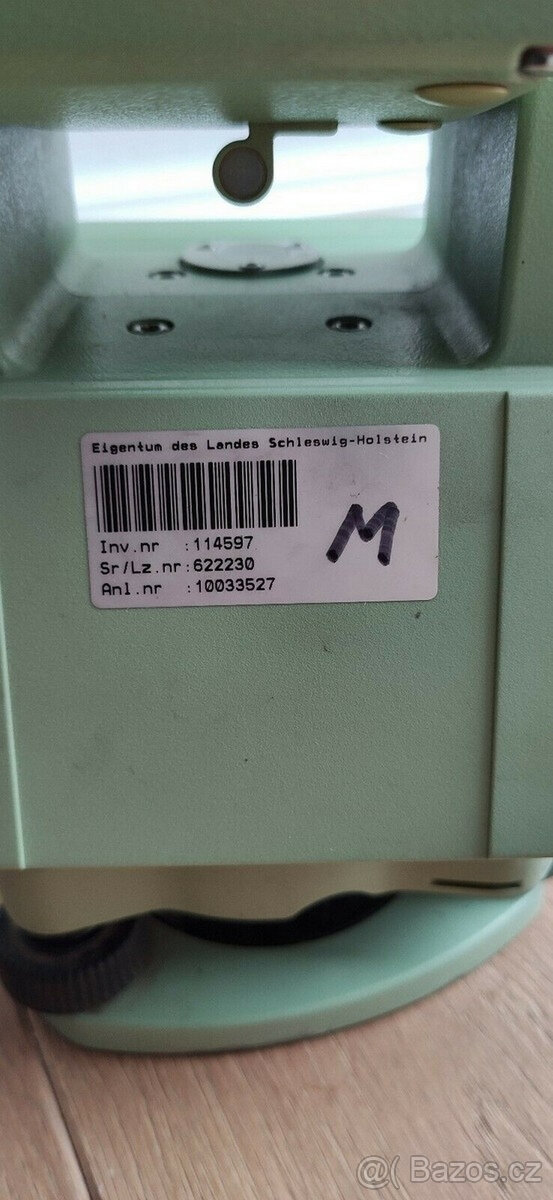 Eigentum des Landes Schleswig-Holstein
Inv.nr :114597
Sr/Lz.nr:622230
Anl.nr :10033527
M
@( Bazos.cz